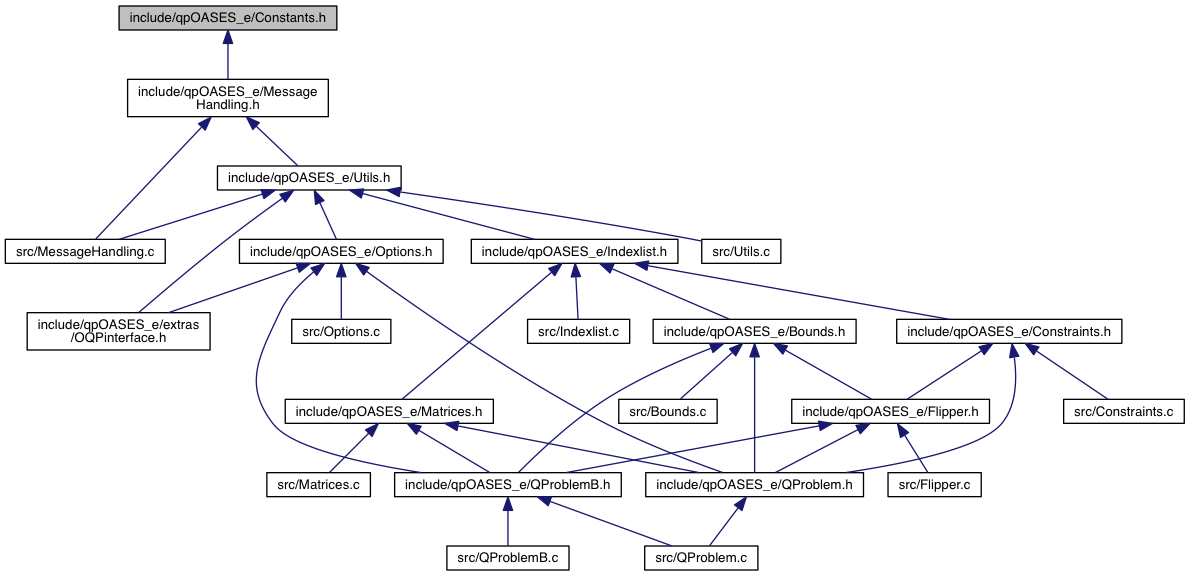 include/qpOASES_e/Constants.h
include/qpOASES_e/Message
Handling.h
include/qpOASES_e/Utils.h
src/MessageHandling.c
include/qpOASES_e/Options.h
include/qpOASES_e/Indexlist.h
src/Utils.c
include/qpOASES_e/extras
/OQPinterface.h
src/Options.c
src/Indexlist.c
include/qpOASES_e/Bounds.h
include/qpOASES_e/Constraints.h
include/qpOASES_e/Matrices.h
src/Bounds.c
include/qpOASES_e/Flipper.h
src/Constraints.c
src/Matrices.c
include/qpOASES_e/QProblemB.h
include/qpOASES_e/QProblem.h
src/Flipper.c
src/QProblemB.c
src/QProblem.c